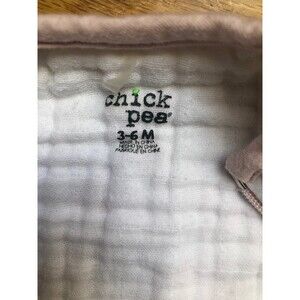 chick
pea
3-6 M
MADE IN CHINA
HECHO EN CHINA
FABRIQUÉ EN CHINE